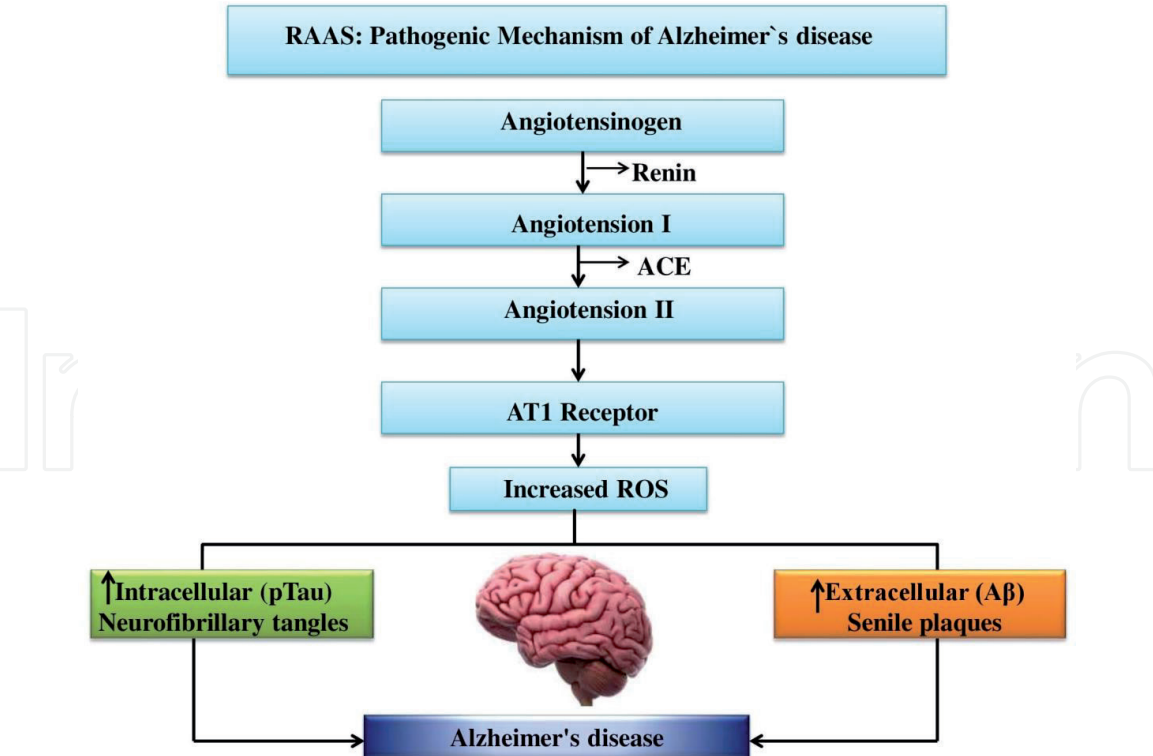 RAAS: Pathogenic Mechanism of Alzheimer`s disease
Angiotensinogen
Renin
Angiotension I
ACE
Angiotension II
AT1 Receptor
Increased ROS
↑Intracellular (pTau)
Neurofibrillary tangles
↑Extracellular (Aβ)
Senile plaques
Alzheimer's disease